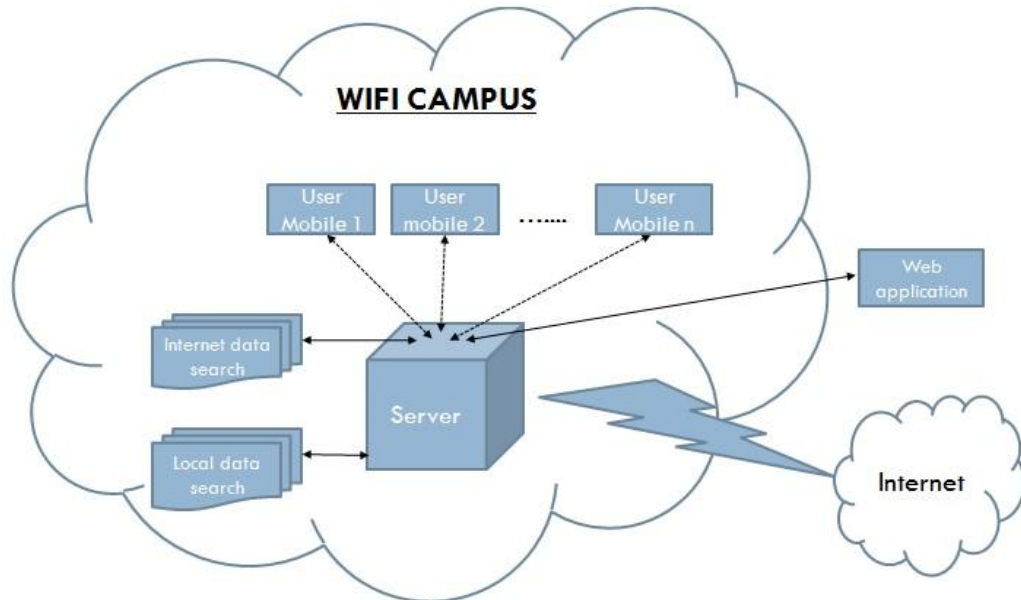 WIFI CAMPUS
User
Mobile 1
User
mobile 2
…....
User
Mobile n
Web
application
Internet data
search
Server
Local data
search
Internet